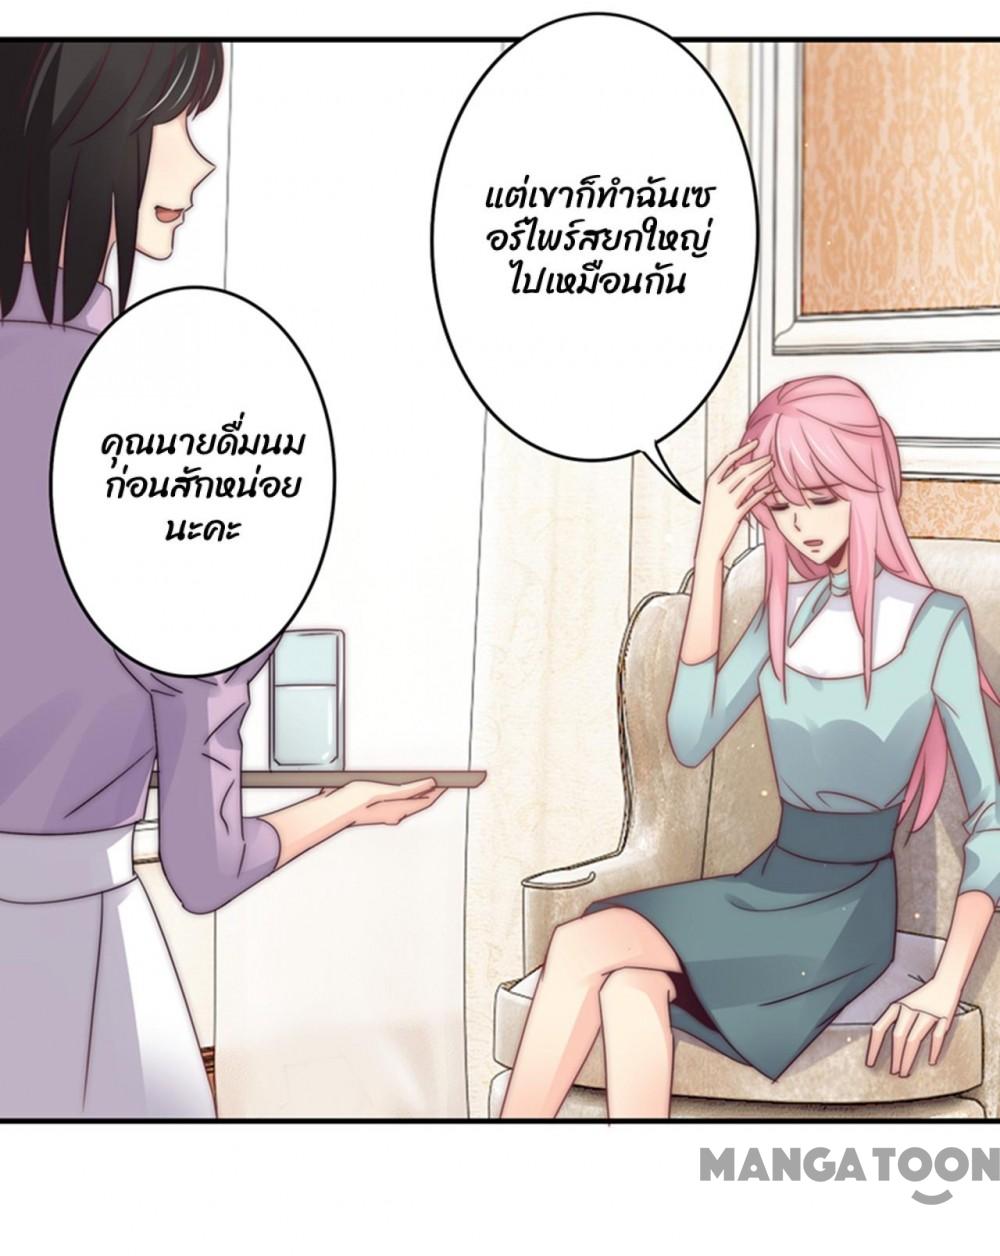 แต่เขาก็ทำฉันเซ
อร์ไพร์สยกใหญ่
ไปเหมือนกัน
คุณนายดื่มนม
ก่อนสักหน่อย
นะคะ
MANGATOON